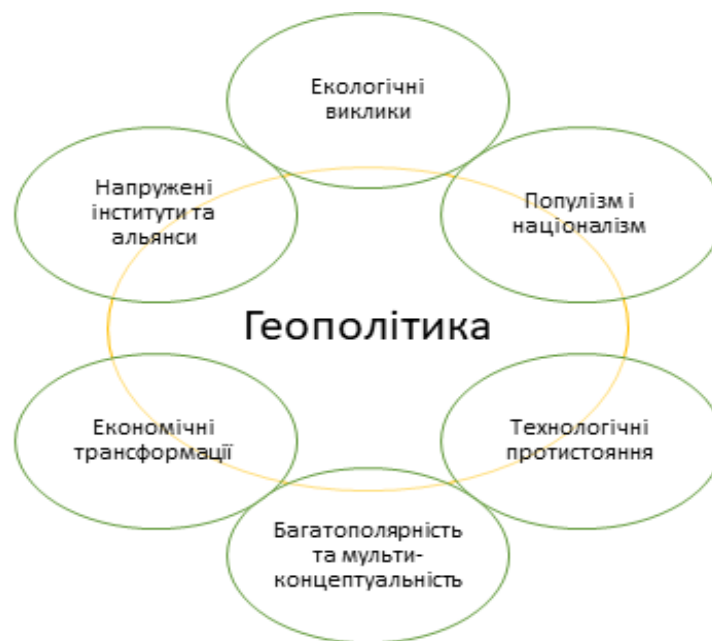 Екологічні
виклики
Напружені
інститути та
альянси
Популізм і
націоналізм
Геополітика
Економічні
трансформації
Технологічні
протистояння
Багатополярність
та мульти-
концептуальність